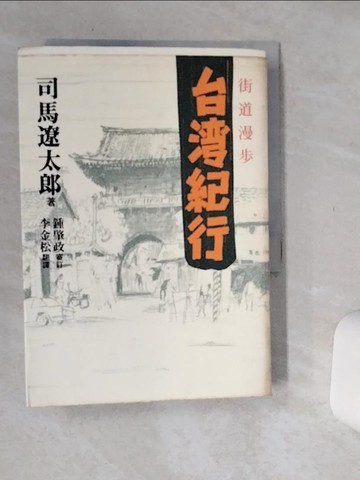 街道漫步
台湾紀行
司馬遼太郎 著
鍾肇政 審訂
李金松 翻譯